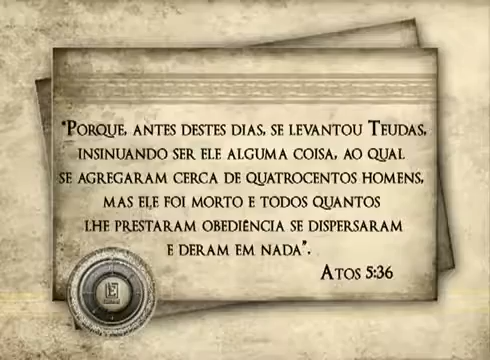 "Porque, antes destes dias, se levantou Teudas,
insinuando ser ele alguma coisa, ao qual
se agregaram cerca de quatrocentos homens,
mas ele foi morto e todos quantos
lhe prestaram obediência se dispersaram
e deram em nada".
Atos 5:36